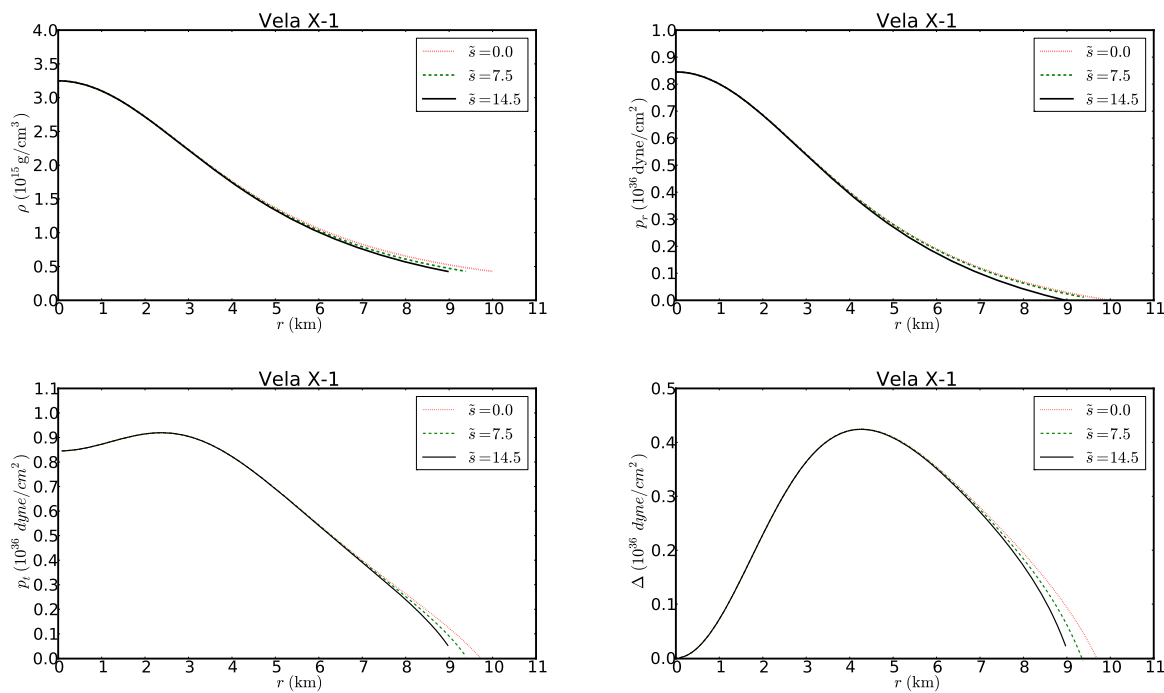 Vela X-1
4.0
3.5
3.0
2.5
2.0
1.5
1.0
0.5
0.0
ρ (10^15 g/cm^3)
s̃=0.0
s̃=7.5
s̃=14.5
0 1 2 3 4 5 6 7 8 9 10 11
r (km)
Vela X-1
1.0
0.9
0.8
0.7
0.6
0.5
0.4
0.3
0.2
0.1
0.0
p_r (10^36 dyne/cm^2)
s̃=0.0
s̃=7.5
s̃=14.5
0 1 2 3 4 5 6 7 8 9 10 11
r (km)
Vela X-1
1.1
1.0
0.9
0.8
0.7
0.6
0.5
0.4
0.3
0.2
0.1
0.0
p_t (10^36 dyne/cm^2)
s̃=0.0
s̃=7.5
s̃=14.5
0 1 2 3 4 5 6 7 8 9 10 11
r (km)
Vela X-1
0.5
0.4
0.3
0.2
0.1
0.0
Δ (10^36 dyne/cm^2)
s̃=0.0
s̃=7.5
s̃=14.5
0 1 2 3 4 5 6 7 8 9 10 11
r (km)